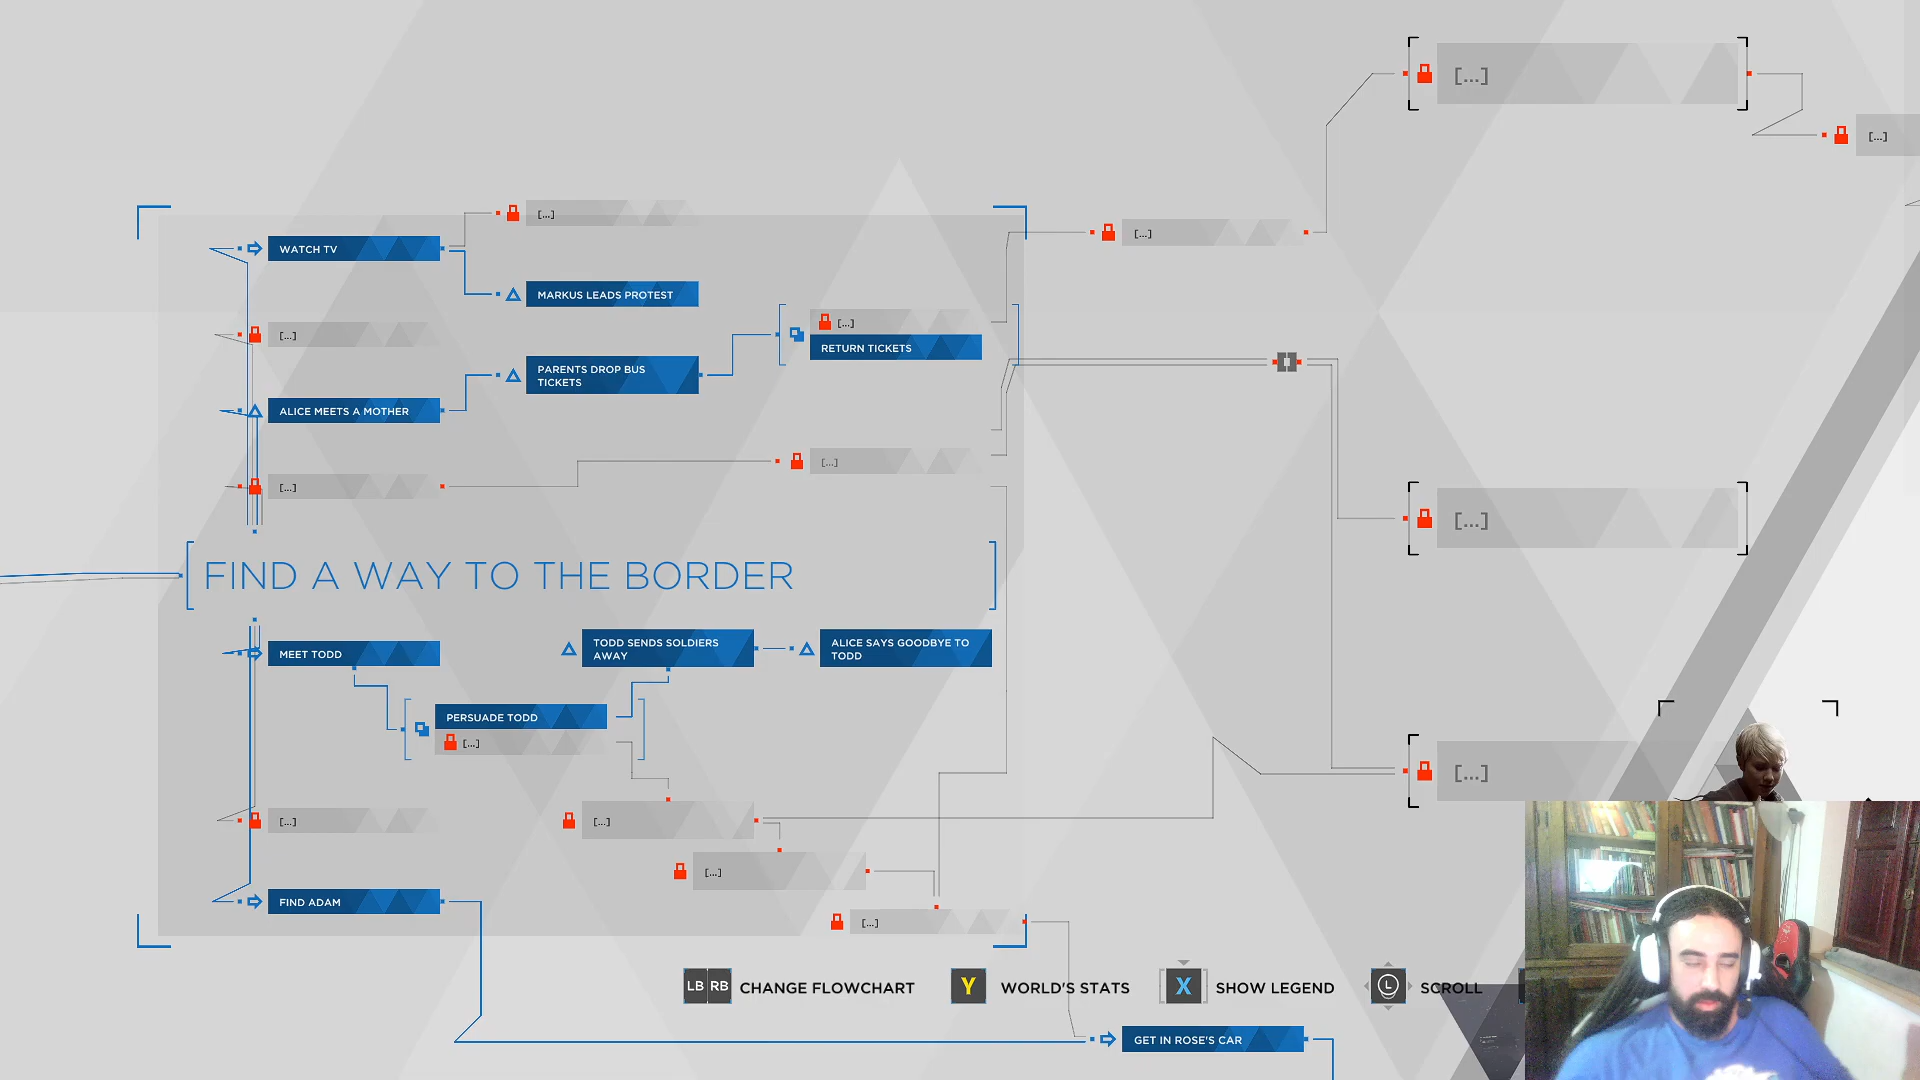 [...]
[...]
[...]
WATCH TV
[...]
MARKUS LEADS PROTEST
[...]
[...]
RETURN TICKETS
PARENTS DROP BUS
TICKETS
ALICE MEETS A MOTHER
[...]
[...]
[...]
FIND A WAY TO THE BORDER
MEET TODD
TODD SENDS SOLDIERS
AWAY
ALICE SAYS GOODBYE TO
TODD
PERSUADE TODD
[...]
[...]
[...]
[...]
[...]
FIND ADAM
[...]
LB RB CHANGE FLOWCHART
Y WORLD'S STATS
X SHOW LEGEND
L SCROLL
GET IN ROSE'S CAR